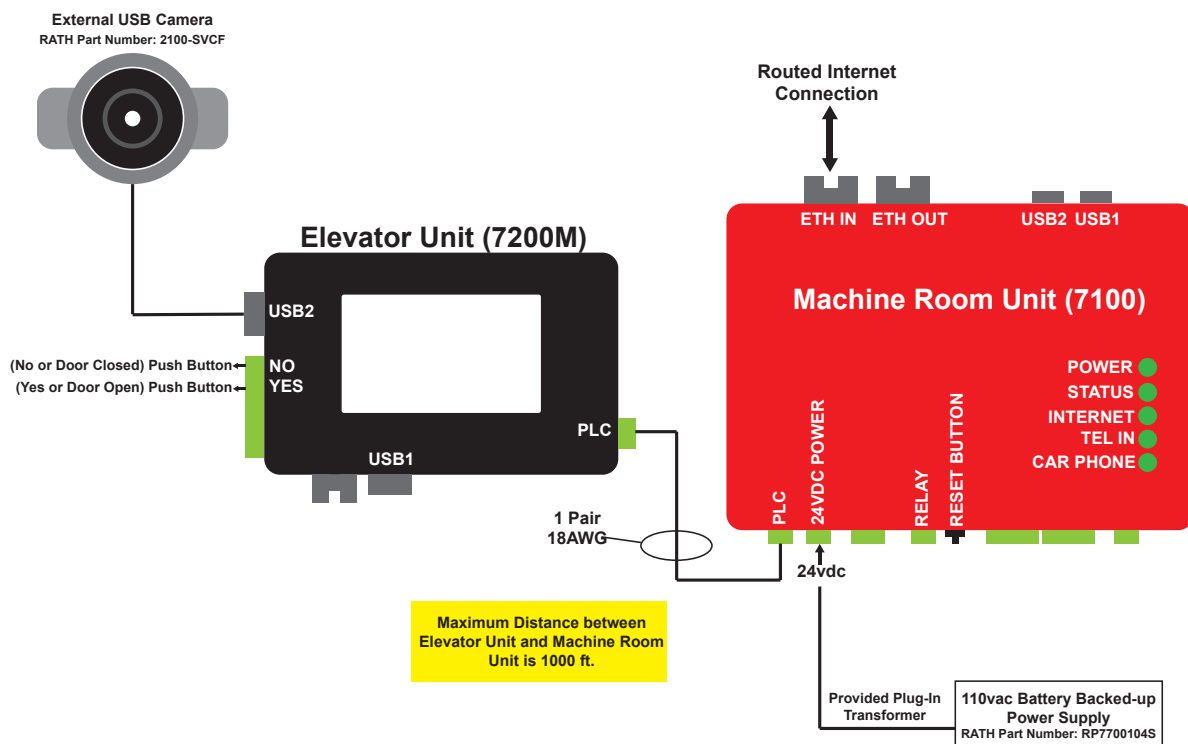 External USB Camera
RATH Part Number: 2100-SVCF
Routed Internet
Connection
ETH IN
ETH OUT
USB2
USB1
Elevator Unit (7200M)
Machine Room Unit (7100)
USB2
(No or Door Closed) Push Button
NO
(Yes or Door Open) Push Button
YES
PLC
USB1
POWER
STATUS
INTERNET
TEL IN
CAR PHONE
PLC
24VDC POWER
RELAY
RESET BUTTON
1 Pair
18AWG
24vdc
Maximum Distance between
Elevator Unit and Machine Room
Unit is 1000 ft.
Provided Plug-In
Transformer
110vac Battery Backed-up
Power Supply
RATH Part Number: RP7700104S